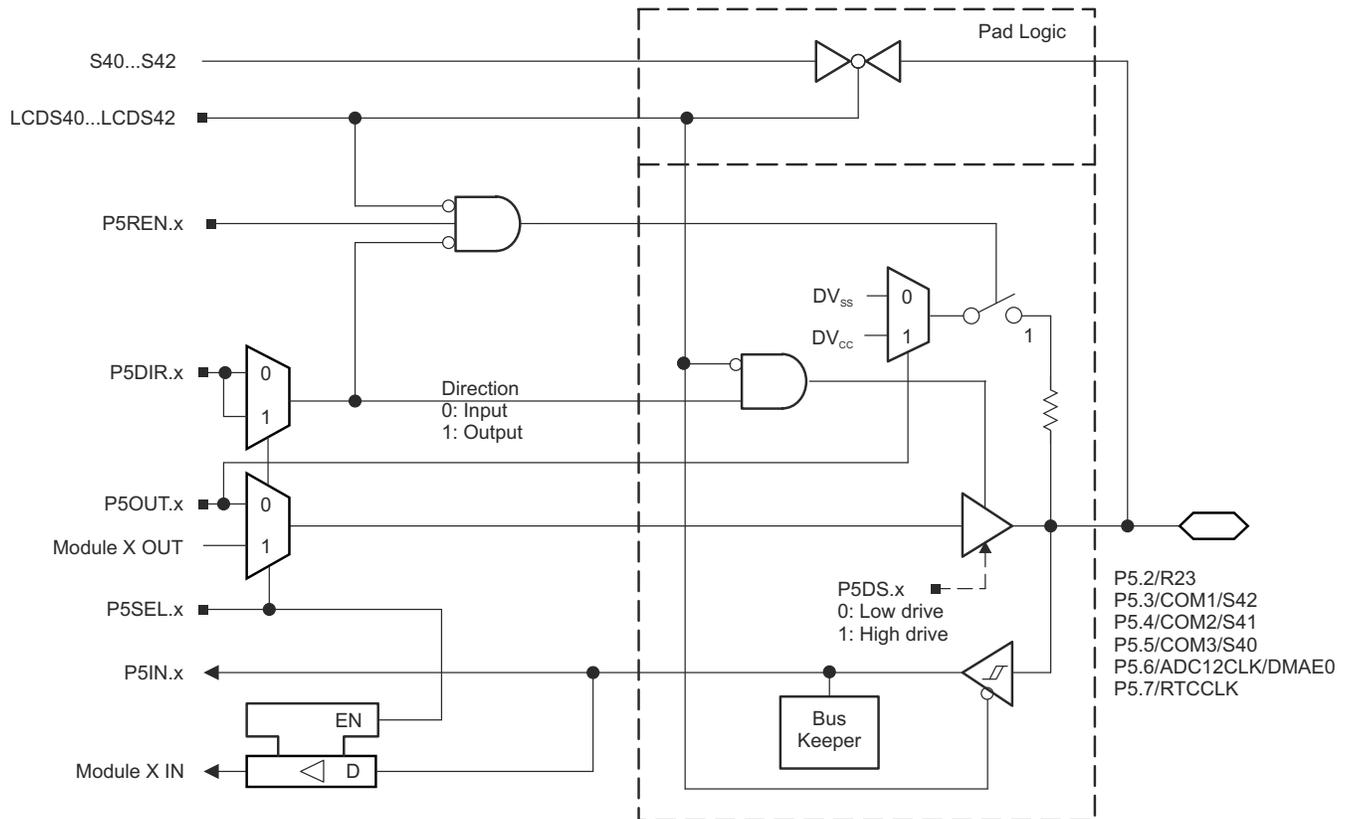 Pad Logic
S40...S42
LCDS40...LCDS42
P5REN.x
DVSS
0
DVCC
1
1
P5DIR.x
0
1
Direction
0: Input
1: Output
P5OUT.x
0
Module X OUT
1
P5SEL.x
P5DS.x
0: Low drive
1: High drive
P5.2/R23
P5.3/COM1/S42
P5.4/COM2/S41
P5.5/COM3/S40
P5.6/ADC12CLK/DMAE0
P5.7/RTCCLK
P5IN.x
Bus
Keeper
EN
Module X IN
D